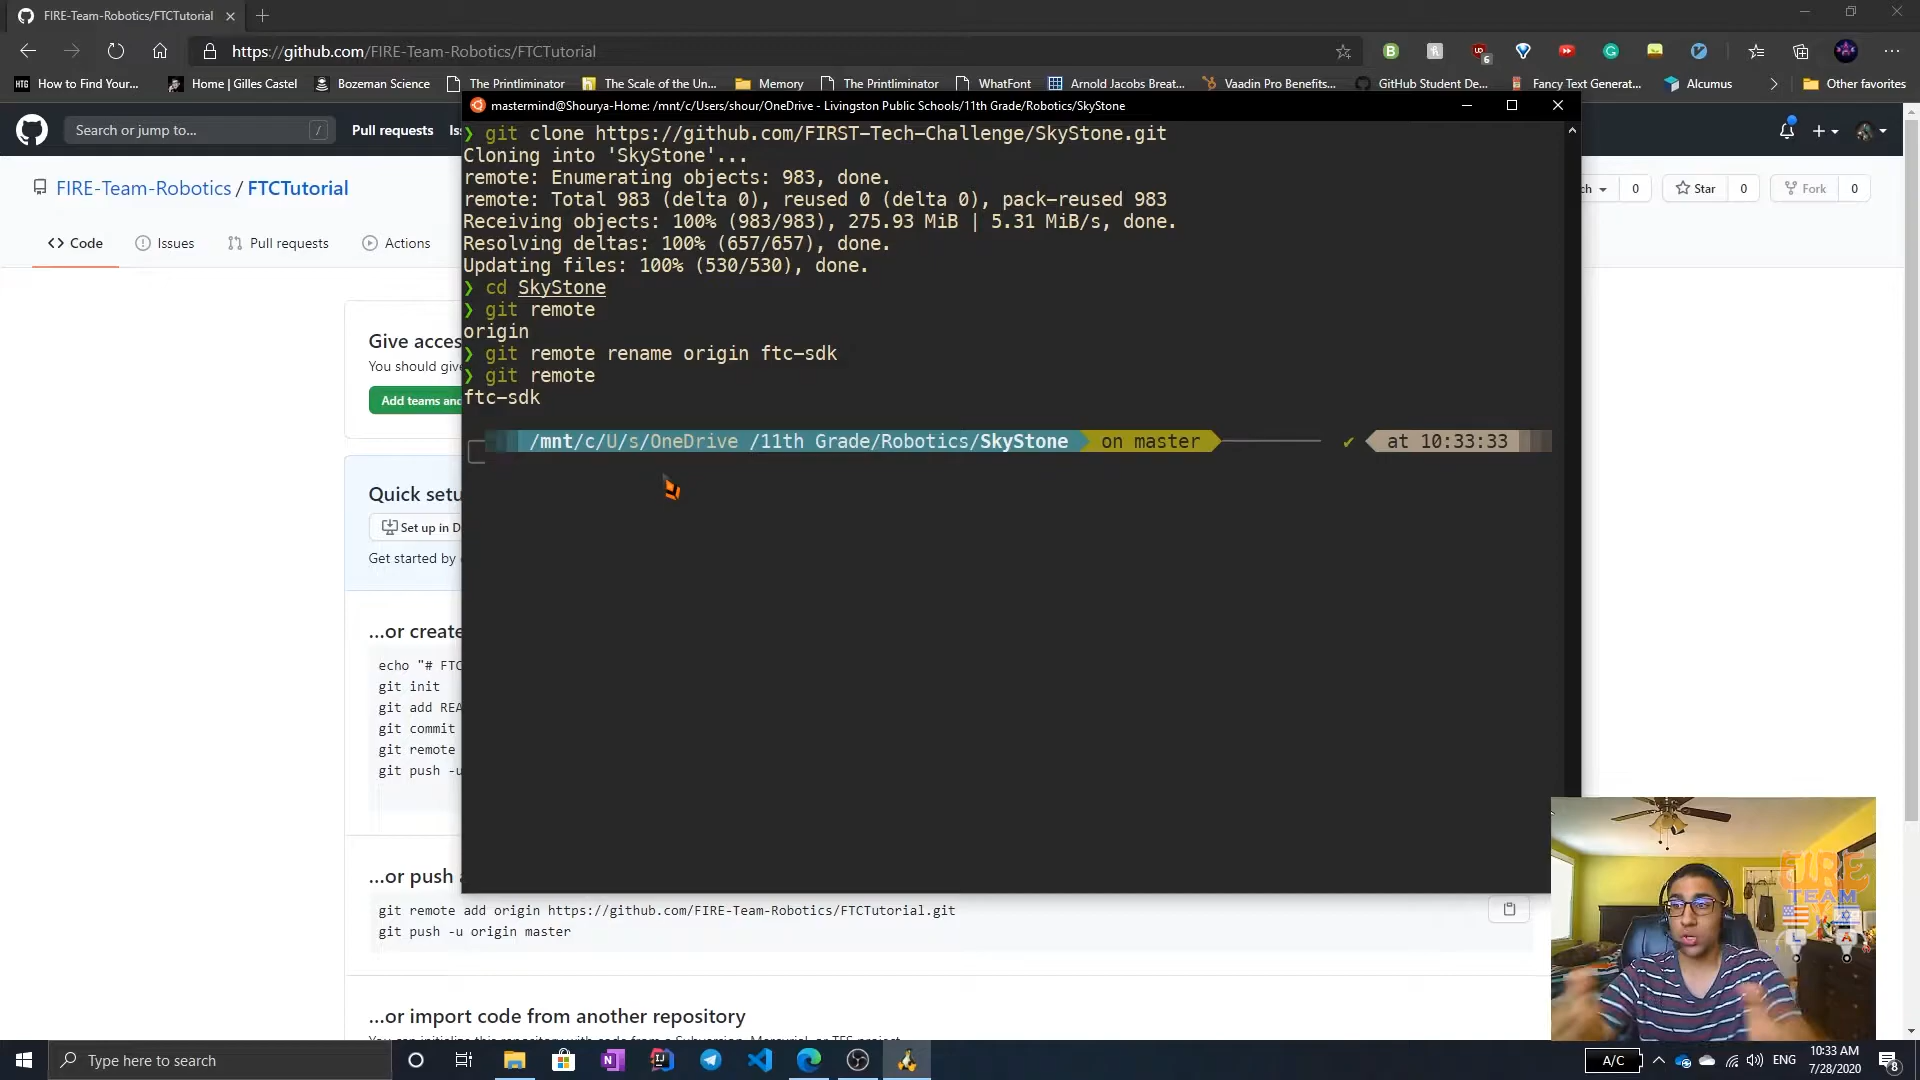 FIRE-Team-Robotics/FTCTutorial
https://github.com/FIRE-Team-Robotics/FTCTutorial
6
How to Find Your...
Home | Gilles Castel
Bozeman Science
The Printliminator
The Scale of the Un...
Memory
The Printliminator
WhatFont
Arnold Jacobs Breat...
Vaadin Pro Benefits...
GitHub Student De...
Fancy Text Generat...
Alcumus
Other favorites
mastermind@Shourya-Home: /mnt/c/Users/shour/OneDrive - Livingston Public Schools/11th Grade/Robotics/SkyStone
Search or jump to...
/
Pull requests
Is
FIRE-Team-Robotics / FTCTutorial
ch
0
Star
0
Fork
0
Code
Issues
Pull requests
Actions
❯ git clone https://github.com/FIRST-Tech-Challenge/SkyStone.git
Cloning into 'SkyStone'...
remote: Enumerating objects: 983, done.
remote: Total 983 (delta 0), reused 0 (delta 0), pack-reused 983
Receiving objects: 100% (983/983), 275.93 MiB | 5.31 MiB/s, done.
Resolving deltas: 100% (657/657), done.
Updating files: 100% (530/530), done.
❯ cd SkyStone
❯ git remote
origin
❯ git remote rename origin ftc-sdk
❯ git remote
ftc-sdk
/mnt/c/U/s/OneDrive /11th Grade/Robotics/SkyStone
on master
✔
at 10:33:33
Give acces
You should giv
Add teams and
Quick setu
Set up in D
Get started by
...or create
echo "# FTC
git init
git add REA
git commit
git remote
git push -u
...or push
git remote add origin https://github.com/FIRE-Team-Robotics/FTCTutorial.git
git push -u origin master
...or import code from another repository
FIRE
TEAM
L
A
Type here to search
A/C
ENG
10:33 AM
7/28/2020
8